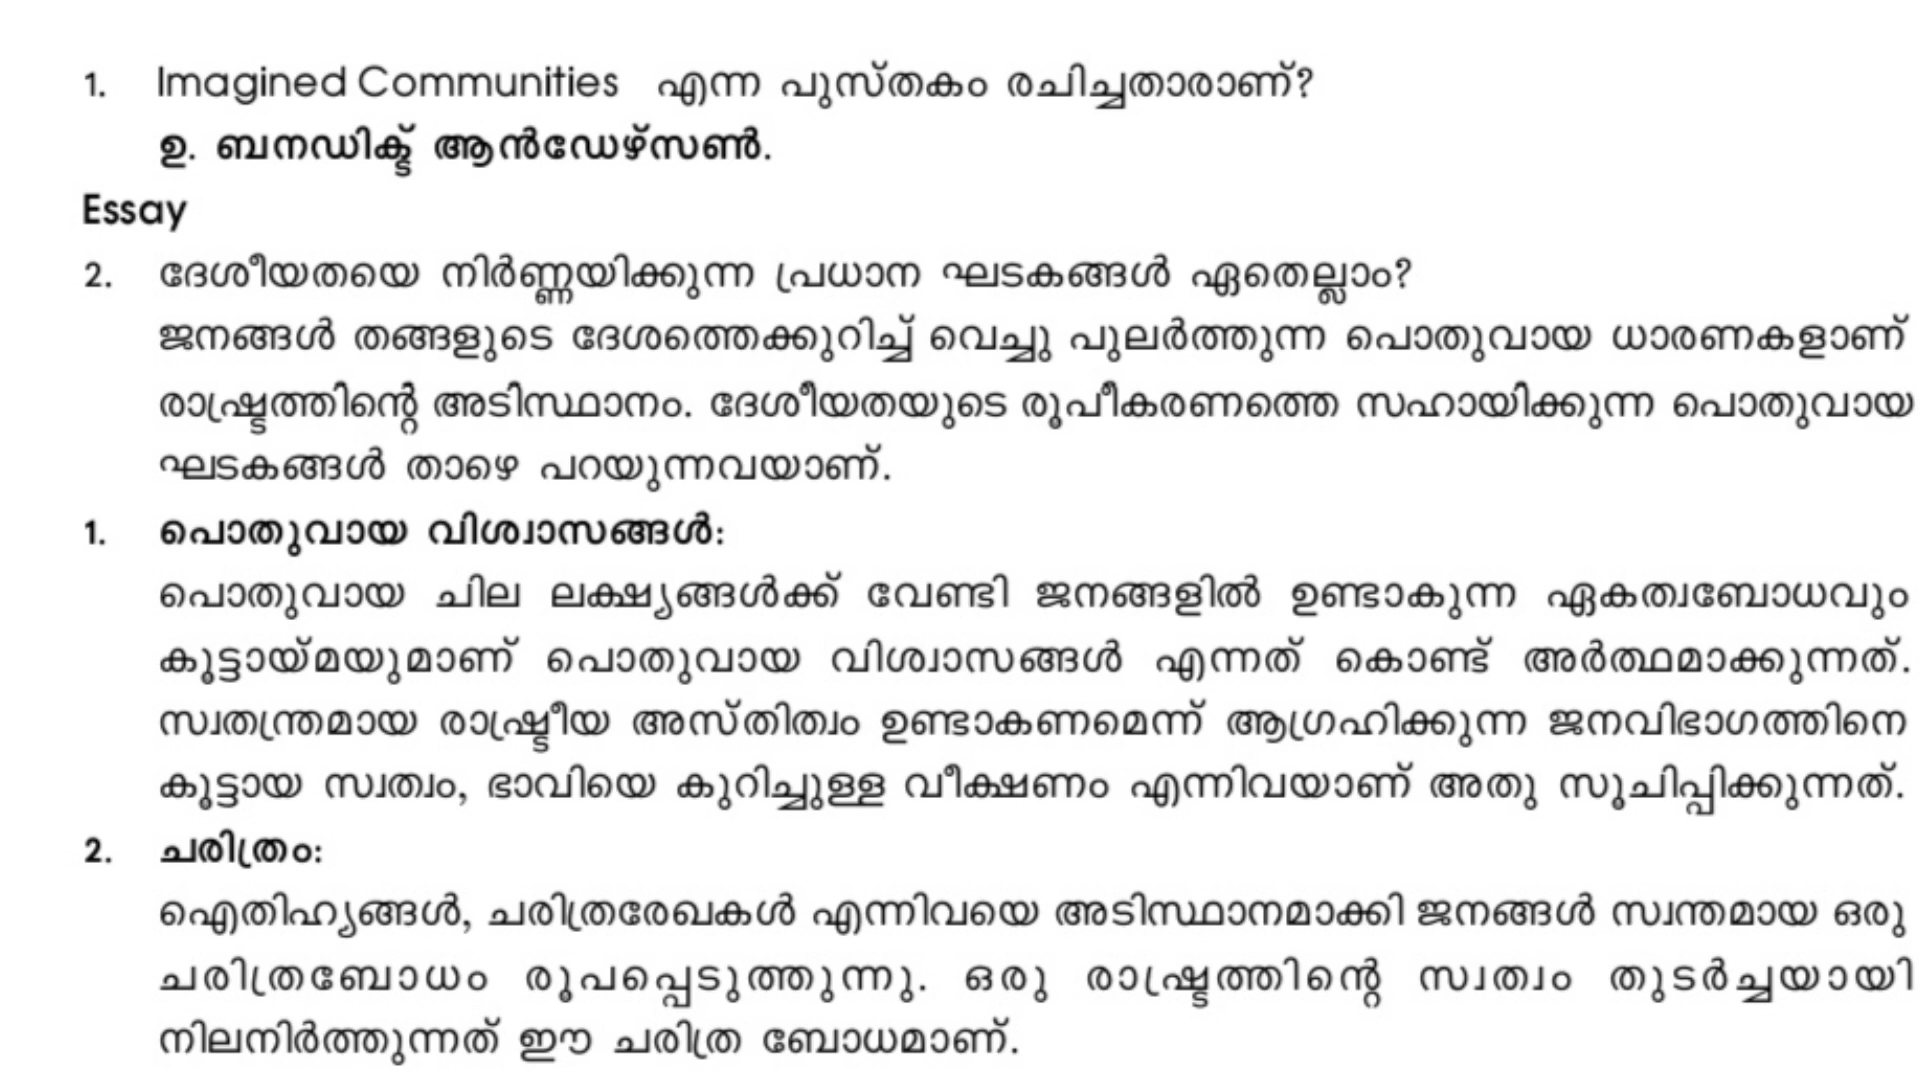 1. Imagined Communities എന്ന പുസ്തകം രചിച്ചതാരാണ്?
ഉ. ബനഡിക്ട് ആൻഡേഴ്സൺ.
Essay
2. ദേശീയതയെ നിർണ്ണയിക്കുന്ന പ്രധാന ഘടകങ്ങൾ ഏതെല്ലാം?
ജനങ്ങൾ തങ്ങളുടെ ദേശത്തെക്കുറിച്ച് വെച്ചു പുലർത്തുന്ന പൊതുവായ ധാരണകളാണ്
രാഷ്ട്രത്തിന്റെ അടിസ്ഥാനം. ദേശീയതയുടെ രൂപീകരണത്തെ സഹായിക്കുന്ന പൊതുവായ
ഘടകങ്ങൾ താഴെ പറയുന്നവയാണ്.
1. പൊതുവായ വിശ്വാസങ്ങൾ:
പൊതുവായ ചില ലക്ഷ്യങ്ങൾക്ക് വേണ്ടി ജനങ്ങളിൽ ഉണ്ടാകുന്ന ഏകത്വബോധവും
കൂട്ടായ്മയുമാണ് പൊതുവായ വിശ്വാസങ്ങൾ എന്നത് കൊണ്ട് അർത്ഥമാക്കുന്നത്.
സ്വതന്ത്രമായ രാഷ്ട്രീയ അസ്തിത്വം ഉണ്ടാകണമെന്ന് ആഗ്രഹിക്കുന്ന ജനവിഭാഗത്തിനെ
കൂട്ടായ സ്വത്വം, ഭാവിയെ കുറിച്ചുള്ള വീക്ഷണം എന്നിവയാണ് അതു സൂചിപ്പിക്കുന്നത്.
2. ചരിത്രം:
ഐതിഹ്യങ്ങൾ, ചരിത്രരേഖകൾ എന്നിവയെ അടിസ്ഥാനമാക്കി ജനങ്ങൾ സ്വന്തമായ ഒരു
ചരിത്രബോധം രൂപപ്പെടുത്തുന്നു. ഒരു രാഷ്ട്രത്തിന്റെ സ്വത്വം തുടർച്ചയായി
നിലനിർത്തുന്നത് ഈ ചരിത്ര ബോധമാണ്.